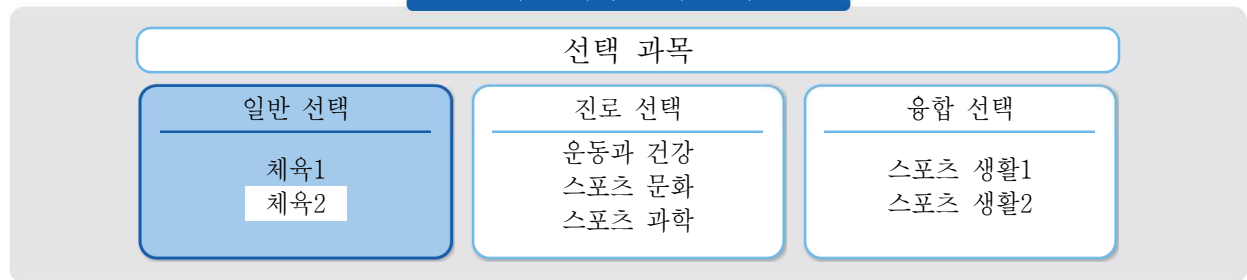 선택 과목
일반 선택
체육1
체육2
진로 선택
운동과 건강
스포츠 문화
스포츠 과학
융합 선택
스포츠 생활1
스포츠 생활2